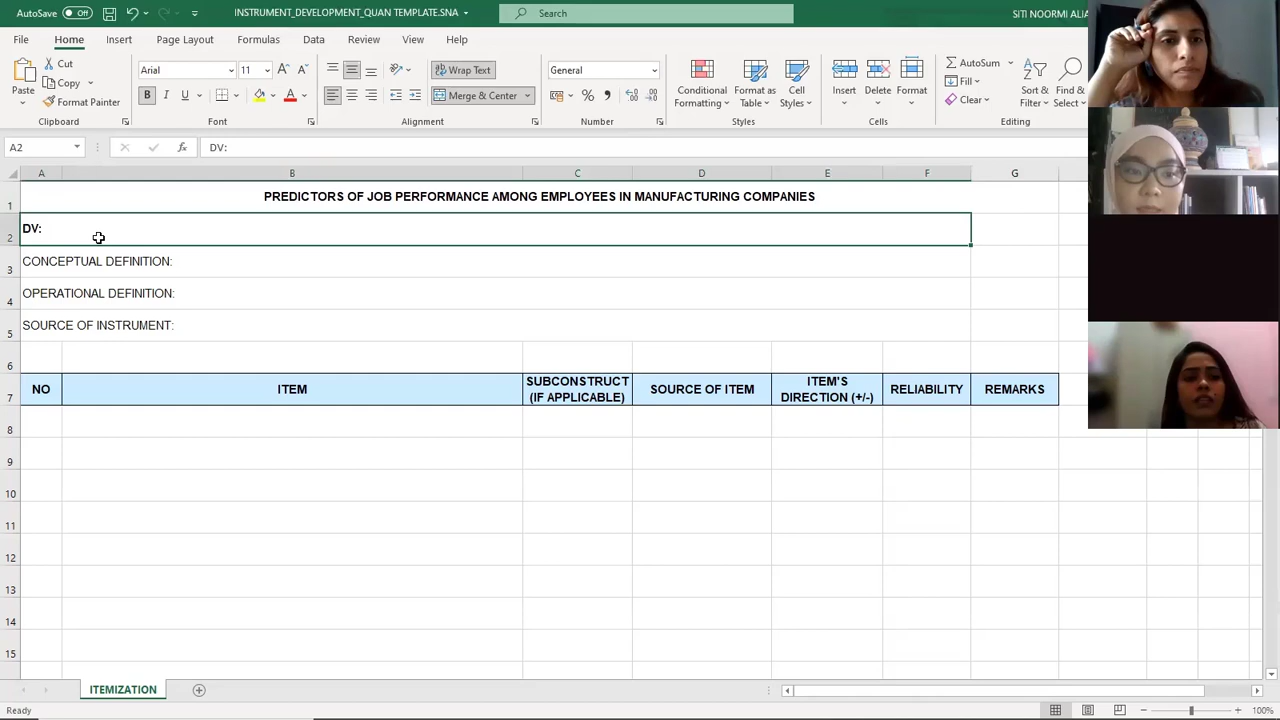 AutoSave Off INSTRUMENT_DEVELOPMENT_QUAN TEMPLATE.SNA Search SITI NOORMI ALIA
File Home Insert Page Layout Formulas Data Review View Help
Paste Cut Copy Format Painter Clipboard
Arial 11 A A B I U A Font
ab Wrap Text Merge & Center Alignment
General % 9 Number
Conditional Formatting Format as Table Cell Styles Styles
Insert Delete Format Cells
AutoSum Fill Clear Sort & Filter Find & Select Editing
A2 fx DV:
A B C D E F G
1 PREDICTORS OF JOB PERFORMANCE AMONG EMPLOYEES IN MANUFACTURING COMPANIES
2 DV:
3 CONCEPTUAL DEFINITION:
4 OPERATIONAL DEFINITION:
5 SOURCE OF INSTRUMENT:
6
7 NO ITEM SUBCONSTRUCT (IF APPLICABLE) SOURCE OF ITEM ITEM'S DIRECTION (+/-) RELIABILITY REMARKS
8
9
10
11
12
13
14
15
ITEMIZATION
Ready 100%